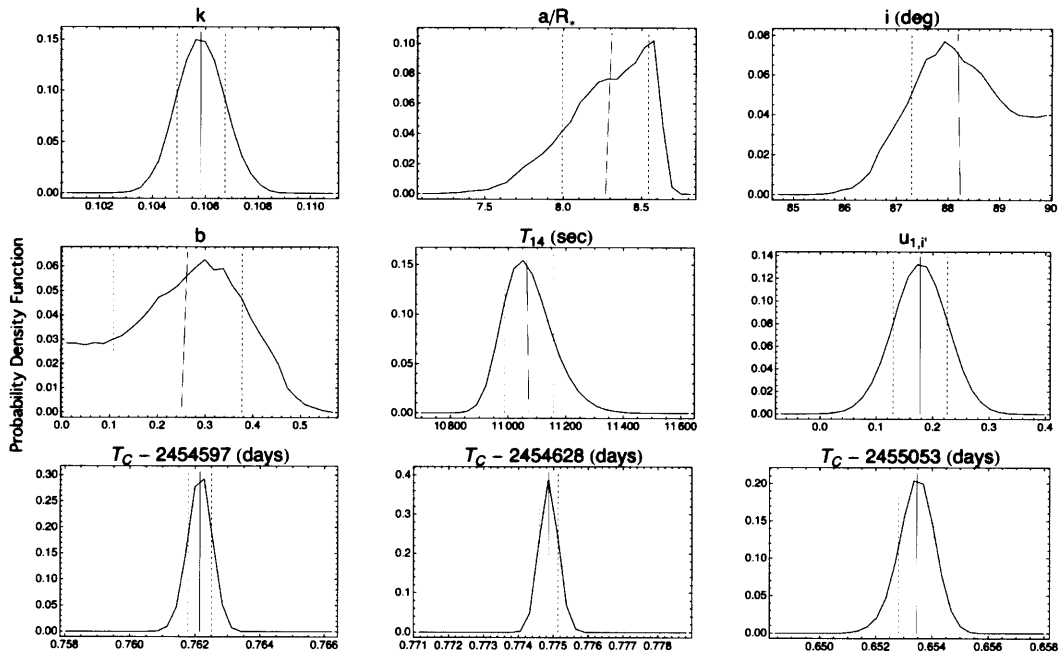 k
a/R*
i (deg)
0.15
0.10
0.05
0.00
0.102 0.104 0.106 0.108 0.110
0.10
0.08
0.06
0.04
0.02
0.00
7.5 8.0 8.5
0.08
0.06
0.04
0.02
0.00
85 86 87 88 89 90
Probability Density Function
b
T14 (sec)
u1,i'
0.06
0.05
0.04
0.03
0.02
0.01
0.00
0.0 0.1 0.2 0.3 0.4 0.5
0.15
0.10
0.05
0.00
10 800 11 000 11 200 11 400 11 600
0.14
0.12
0.10
0.08
0.06
0.04
0.02
0.00
0.0 0.1 0.2 0.3 0.4
TC − 2454597 (days)
TC − 2454628 (days)
TC − 2455053 (days)
0.30
0.25
0.20
0.15
0.10
0.05
0.00
0.758 0.760 0.762 0.764 0.766
0.4
0.3
0.2
0.1
0.0
0.771 0.772 0.773 0.774 0.775 0.776 0.777 0.778
0.20
0.15
0.10
0.05
0.00
0.650 0.652 0.654 0.656 0.658